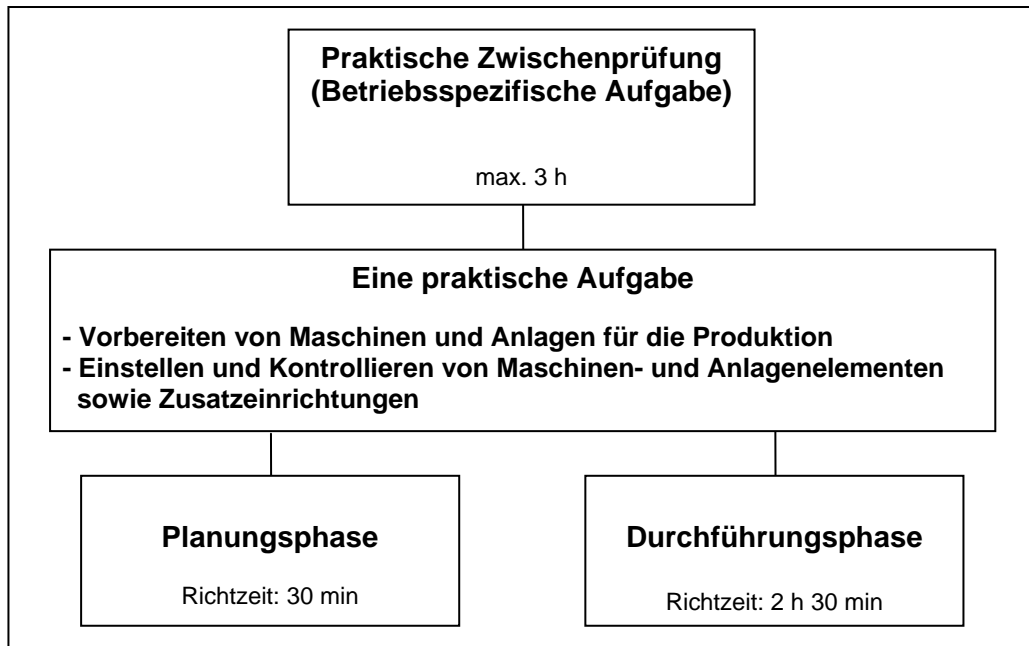 Praktische Zwischenprüfung
(Betriebsspezifische Aufgabe)
max. 3 h
Eine praktische Aufgabe
- Vorbereiten von Maschinen und Anlagen für die Produktion
- Einstellen und Kontrollieren von Maschinen- und Anlagenelementen
sowie Zusatzeinrichtungen
Planungsphase
Richtzeit: 30 min
Durchführungsphase
Richtzeit: 2 h 30 min